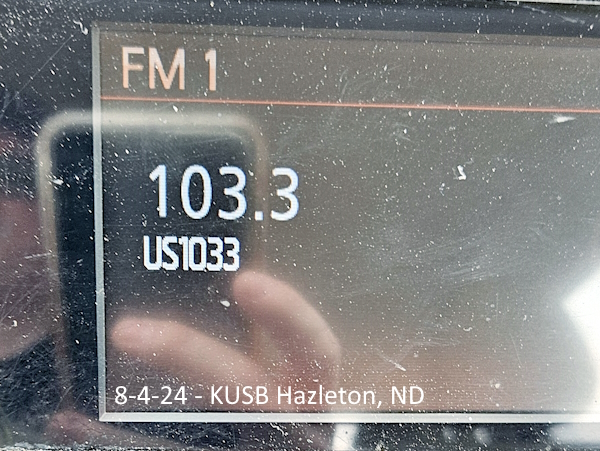 FM 1
103.3
US1033
8-4-24 - KUSB Hazleton, ND